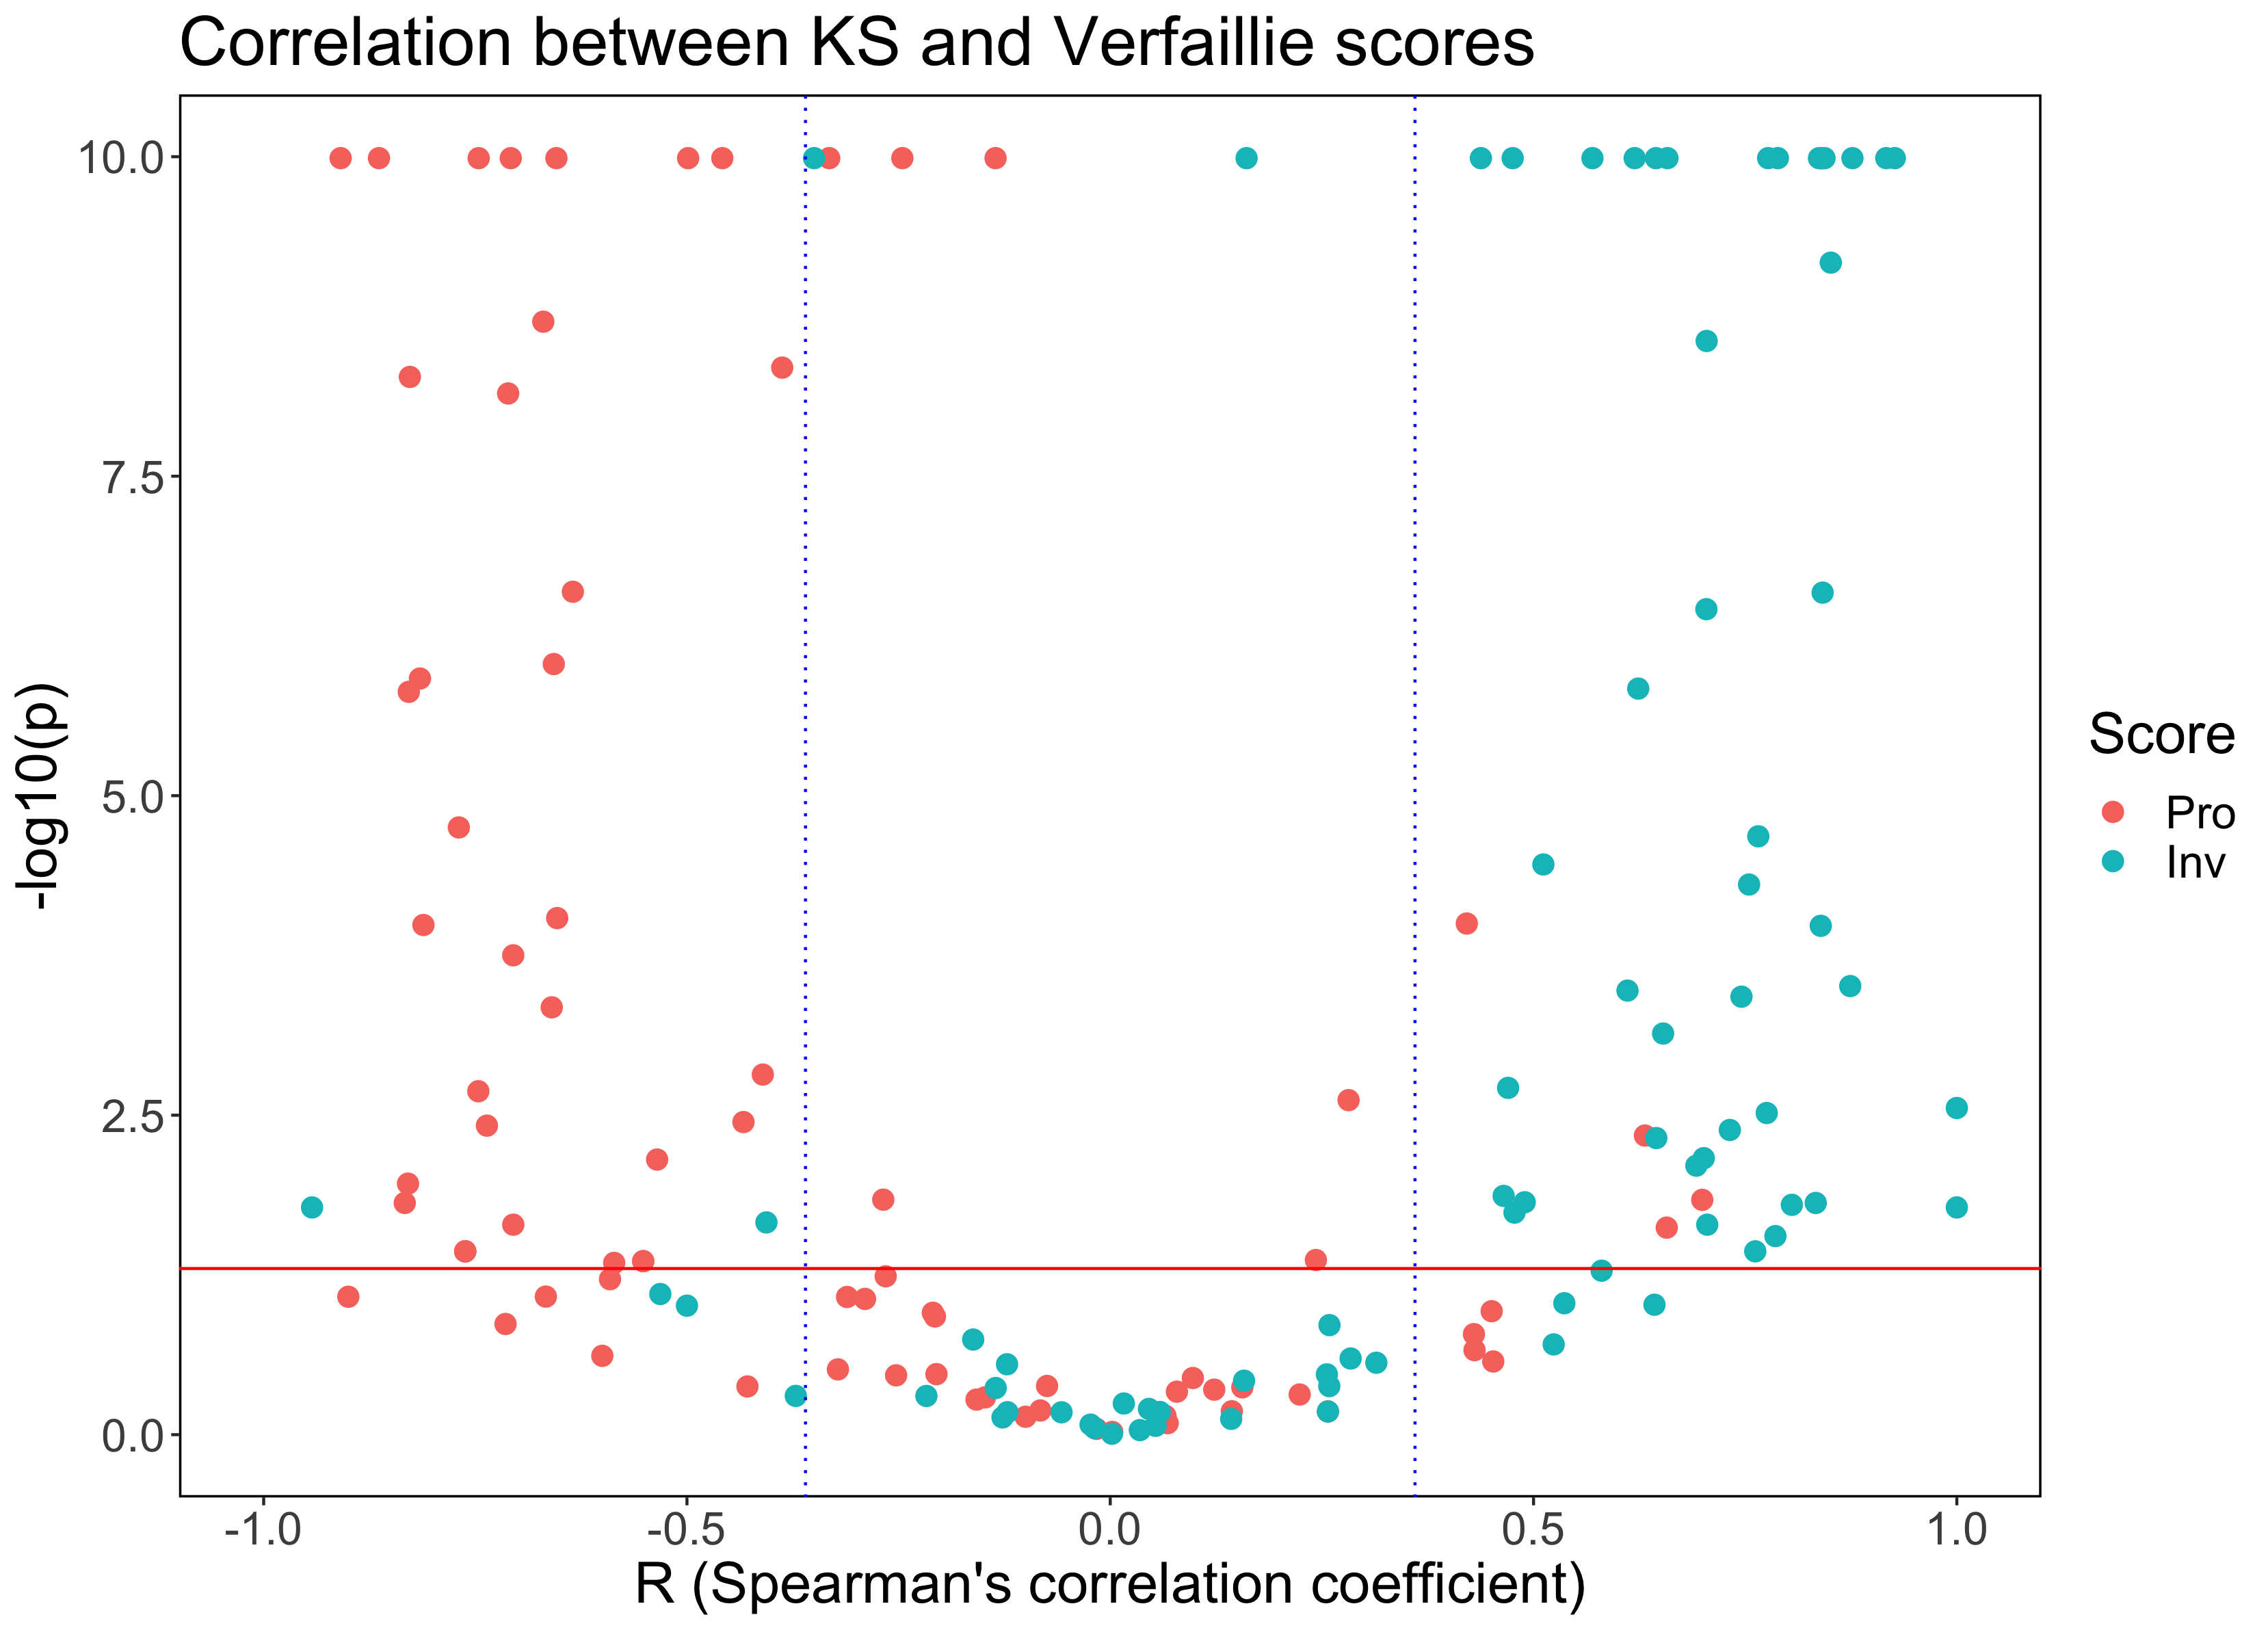 Correlation between KS and Verfaillie scores
10.0
7.5
5.0
2.5
0.0
-log10(p)
-1.0 -0.5 0.0 0.5 1.0
R (Spearman's correlation coefficient)
Score
Pro
Inv